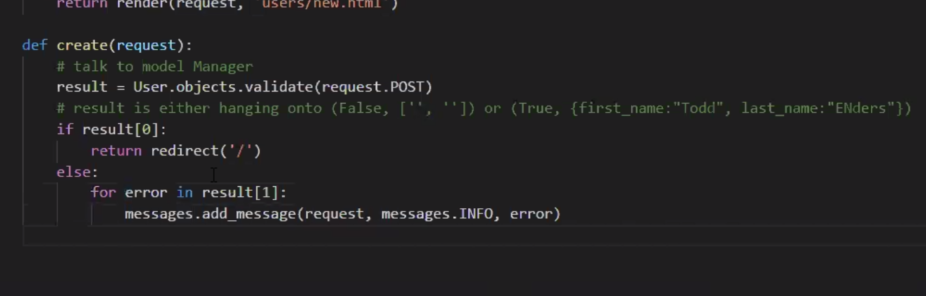 return render(request, "users/new.html")
def create(request):
# talk to model Manager
result = User.objects.validate(request.POST)
# result is either hanging onto (False, ['', '']) or (True, {first_name:"Todd", last_name:"ENders"})
if result[0]:
return redirect('/')
else:
for error in result[1]:
messages.add_message(request, messages.INFO, error)